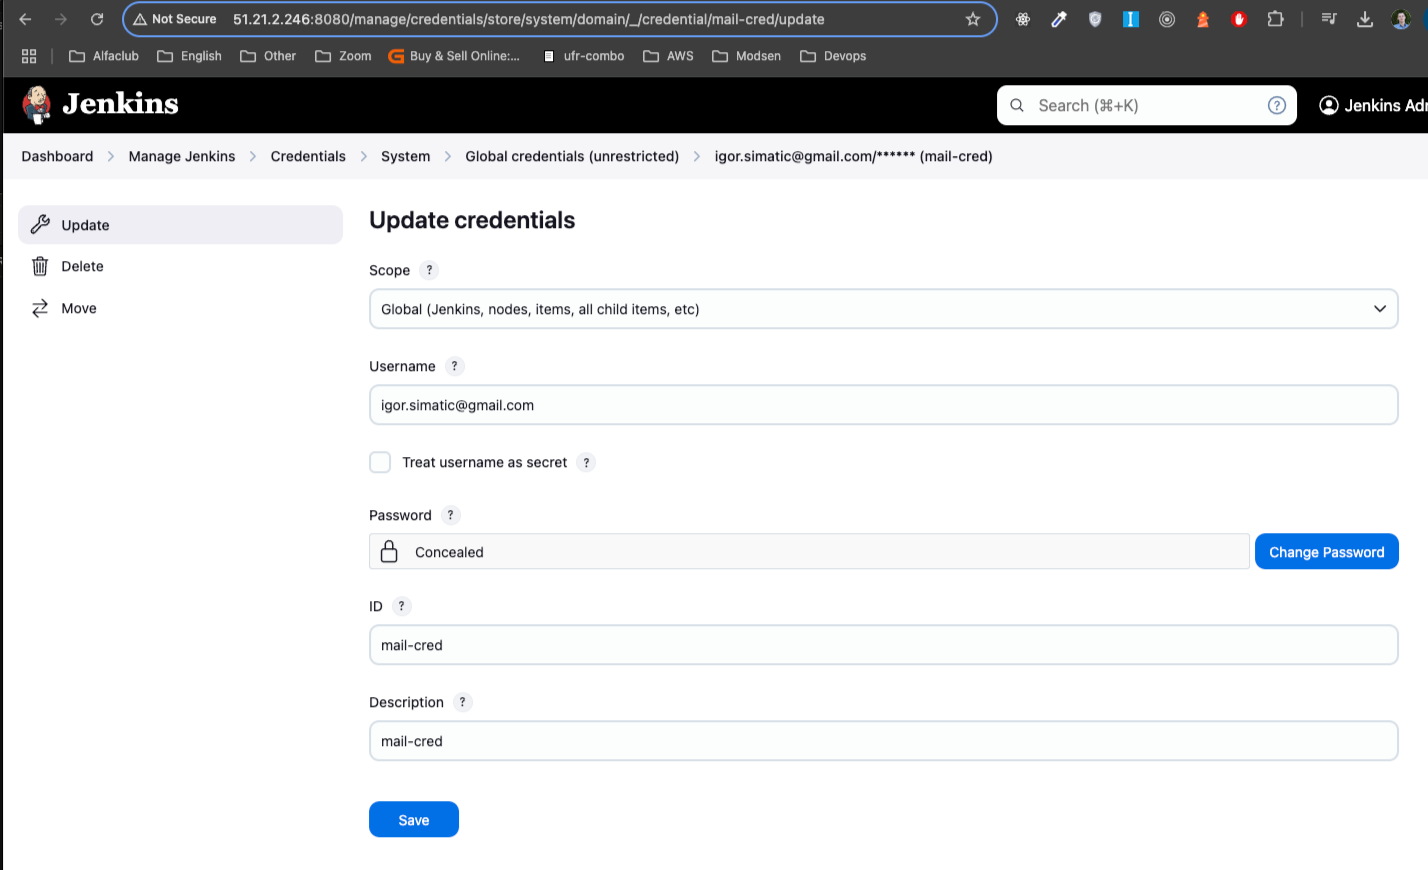 Not Secure 51.21.2.246:8080/manage/credentials/store/system/domain/_/credential/mail-cred/update
Alfaclub English Other Zoom Buy & Sell Online:... ufr-combo AWS Modsen Devops
Jenkins Search (⌘+K) ? Jenkins Adr
Dashboard > Manage Jenkins > Credentials > System > Global credentials (unrestricted) > igor.simatic@gmail.com/****** (mail-cred)
Update
Delete
Move
Update credentials
Scope ?
Global (Jenkins, nodes, items, all child items, etc)
Username ?
igor.simatic@gmail.com
Treat username as secret ?
Password ?
Concealed Change Password
ID ?
mail-cred
Description ?
mail-cred
Save